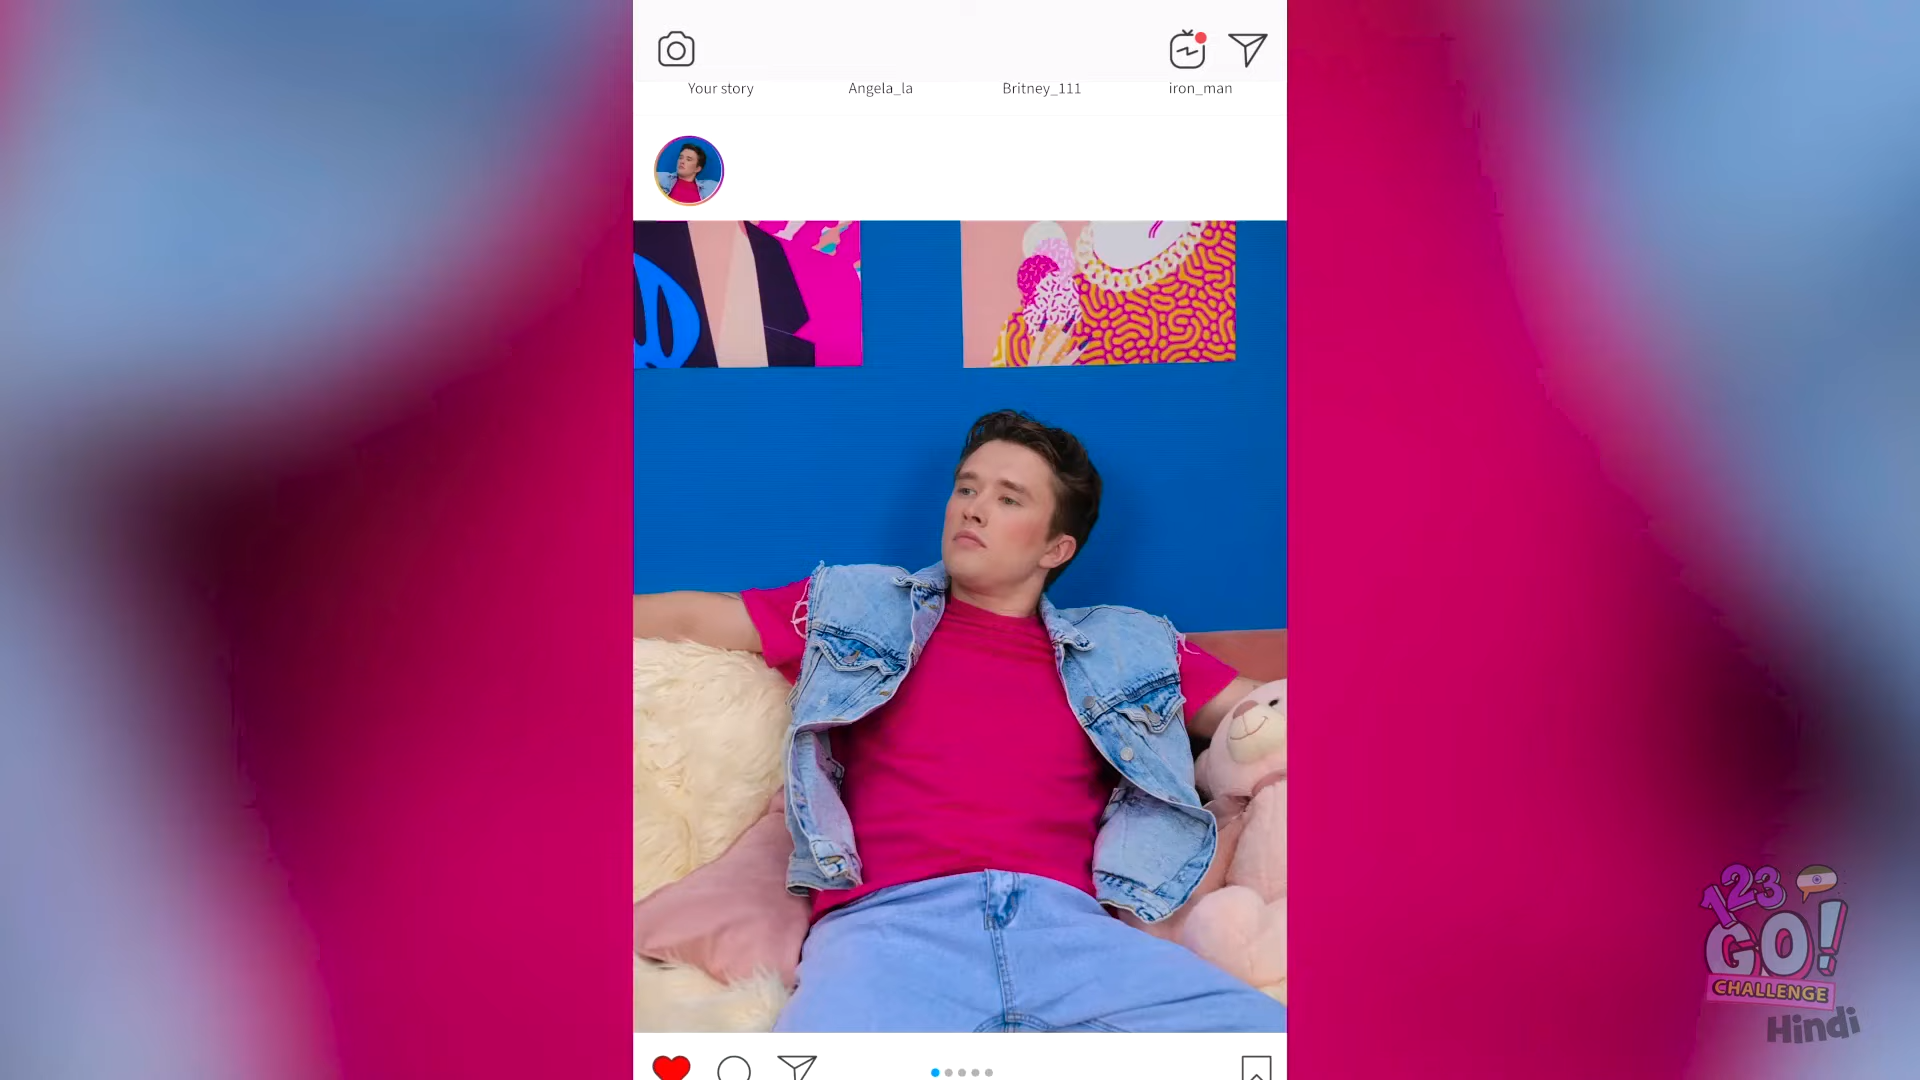 Your story
Angela_la
Britney_111
iron_man
123
GO!
CHALLENGE
Hindi